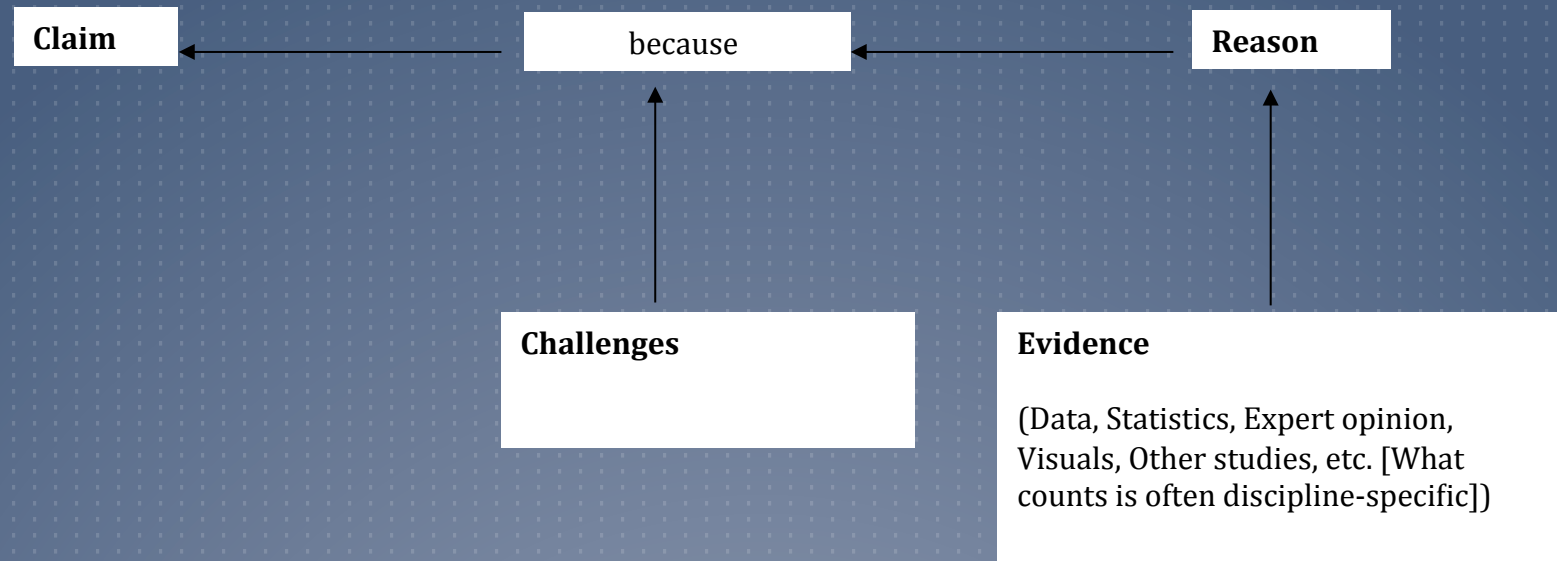 Claim
because
Reason
Challenges
Evidence
(Data, Statistics, Expert opinion,
Visuals, Other studies, etc. [What
counts is often discipline-specific])